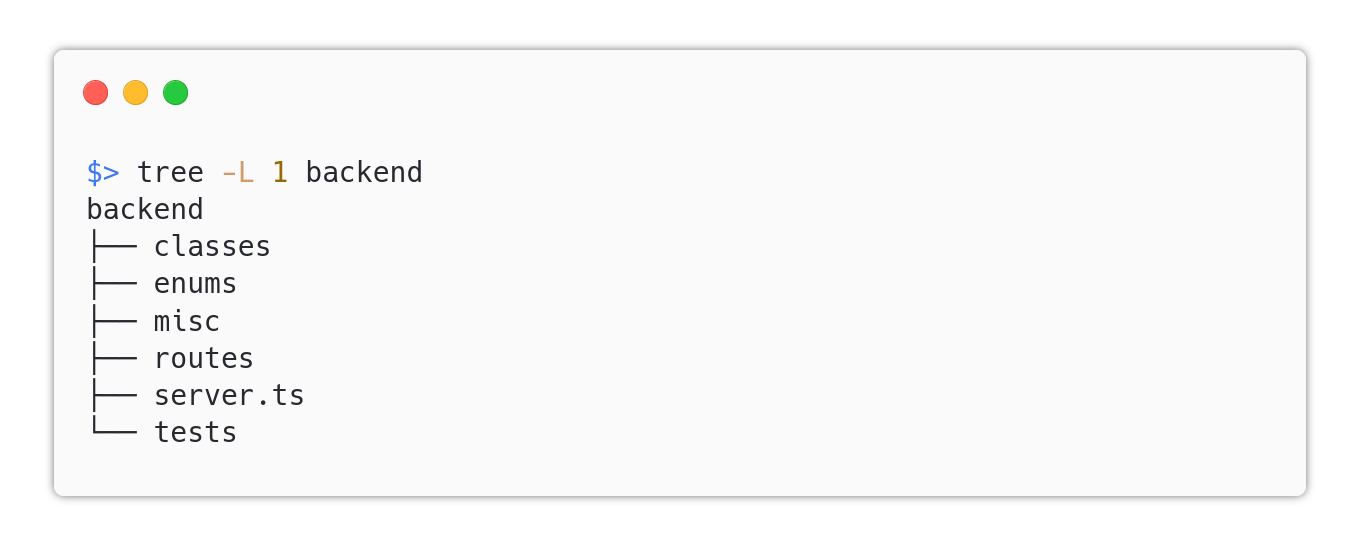 $> tree -L 1 backend
backend
├── classes
├── enums
├── misc
├── routes
├── server.ts
└── tests